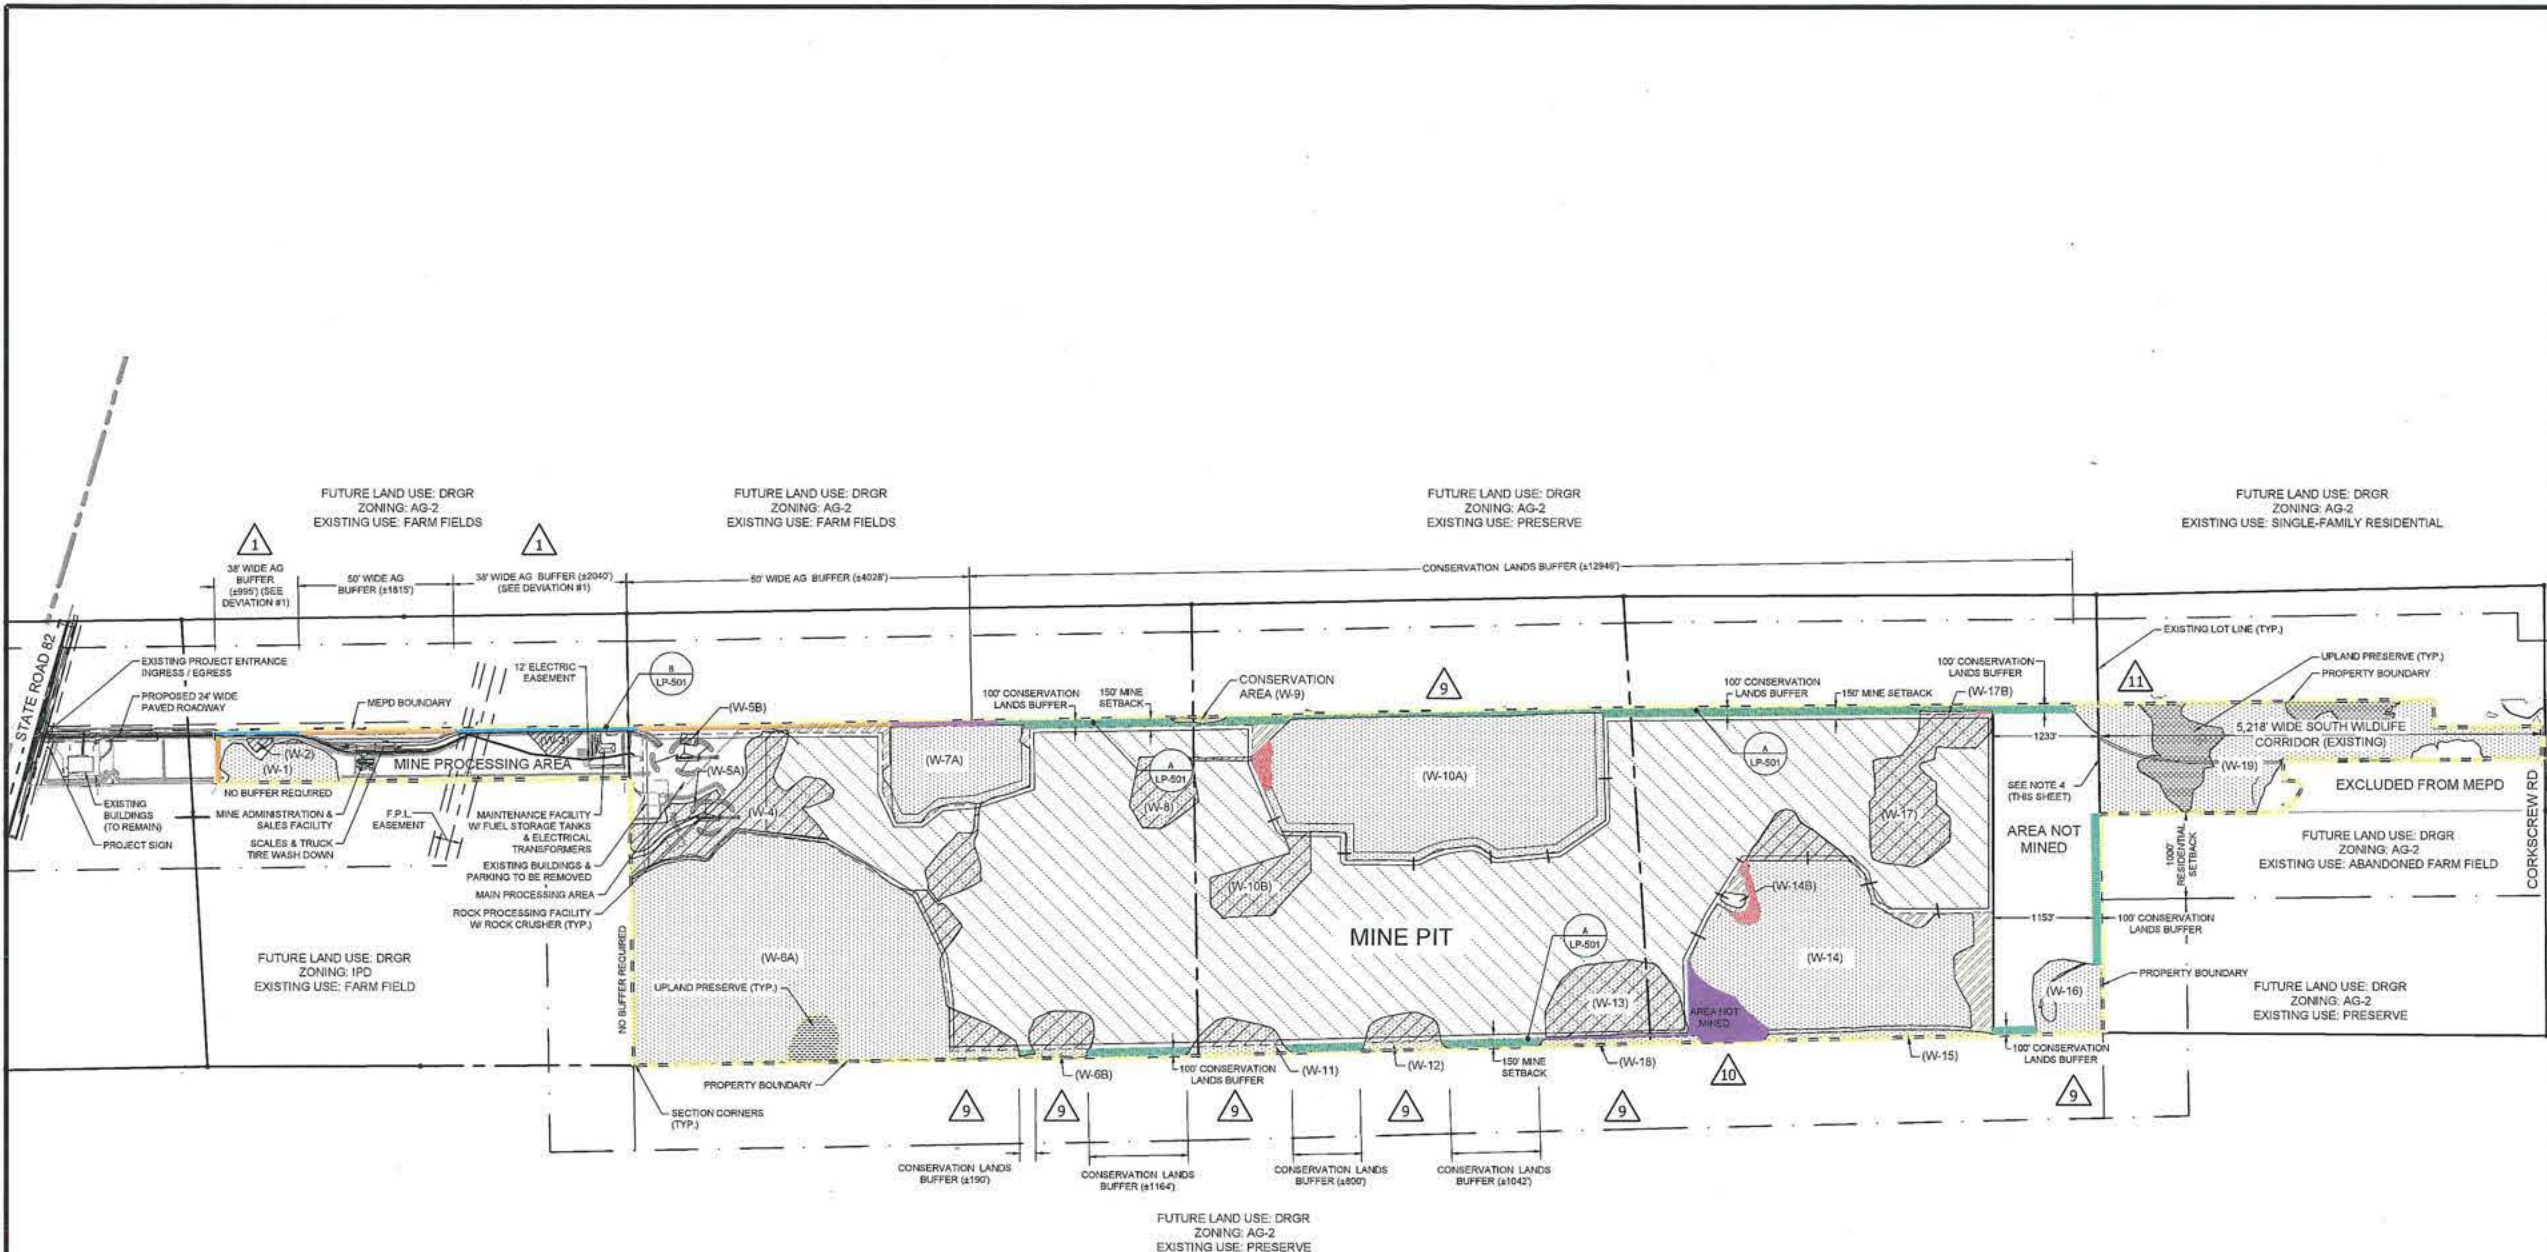 FUTURE LAND USE: DRGR
ZONING: AG-2
EXISTING USE: FARM FIELDS
FUTURE LAND USE: DRGR
ZONING: AG-2
EXISTING USE: FARM FIELDS
FUTURE LAND USE: DRGR
ZONING: AG-2
EXISTING USE: PRESERVE
FUTURE LAND USE: DRGR
ZONING: AG-2
EXISTING USE: SINGLE-FAMILY RESIDENTIAL
1
1
38' WIDE AG
BUFFER
(±995') (SEE
DEVIATION #1)
50' WIDE AG
BUFFER (±1815')
38' WIDE AG BUFFER (±2040')
(SEE DEVIATION #1)
50' WIDE AG BUFFER (±4028')
CONSERVATION LANDS BUFFER (±12946')
STATE ROAD 82
EXISTING PROJECT ENTRANCE
INGRESS / EGRESS
PROPOSED 24' WIDE
PAVED ROADWAY
MEPD BOUNDARY
12' ELECTRIC
EASEMENT
B
LP-501
(W-5B)
100' CONSERVATION
LANDS BUFFER
150' MINE
SETBACK
CONSERVATION
AREA (W-9)
9
100' CONSERVATION
LANDS BUFFER
150' MINE SETBACK
100' CONSERVATION
LANDS BUFFER
(W-17B)
EXISTING LOT LINE (TYP.)
11
UPLAND PRESERVE (TYP.)
PROPERTY BOUNDARY
5,218' WIDE SOUTH WILDLIFE
CORRIDOR (EXISTING)
(W-2)
(W-1)
(W-3)
MINE PROCESSING AREA
NO BUFFER REQUIRED
(W-5A)
(W-4)
(W-7A)
A
LP-501
(W-8)
(W-10A)
A
LP-501
(W-17)
1233'
(W-19)
SEE NOTE 4
(THIS SHEET)
AREA NOT
MINED
EXCLUDED FROM MEPD
CORKSCREW RD
EXISTING
BUILDINGS
(TO REMAIN)
PROJECT SIGN
MINE ADMINISTRATION &
SALES FACILITY
SCALES & TRUCK
TIRE WASH DOWN
F.P.L.
EASEMENT
MAINTENANCE FACILITY
W/ FUEL STORAGE TANKS
& ELECTRICAL
TRANSFORMERS
EXISTING BUILDINGS &
PARKING TO BE REMOVED
MAIN PROCESSING AREA
ROCK PROCESSING FACILITY
W/ ROCK CRUSHER (TYP.)
(W-10B)
(W-14B)
1000'
RESIDENTIAL
SETBACK
FUTURE LAND USE: DRGR
ZONING: AG-2
EXISTING USE: ABANDONED FARM FIELD
1153'
100' CONSERVATION
LANDS BUFFER
FUTURE LAND USE: DRGR
ZONING: IPD
EXISTING USE: FARM FIELD
NO BUFFER REQUIRED
(W-6A)
UPLAND PRESERVE (TYP.)
MINE PIT
A
LP-501
(W-13)
(W-14)
AREA NOT
MINED
(W-16)
PROPERTY BOUNDARY
FUTURE LAND USE: DRGR
ZONING: AG-2
EXISTING USE: PRESERVE
PROPERTY BOUNDARY
SECTION CORNERS
(TYP.)
(W-6B)
100' CONSERVATION
LANDS BUFFER
(W-11)
(W-12)
150' MINE
SETBACK
(W-18)
10
(W-15)
100' CONSERVATION
LANDS BUFFER
9
9
9
9
9
9
CONSERVATION LANDS
BUFFER (±190')
CONSERVATION LANDS
BUFFER (±1164')
CONSERVATION LANDS
BUFFER (±800')
CONSERVATION LANDS
BUFFER (±1042')
FUTURE LAND USE: DRGR
ZONING: AG-2
EXISTING USE: PRESERVE